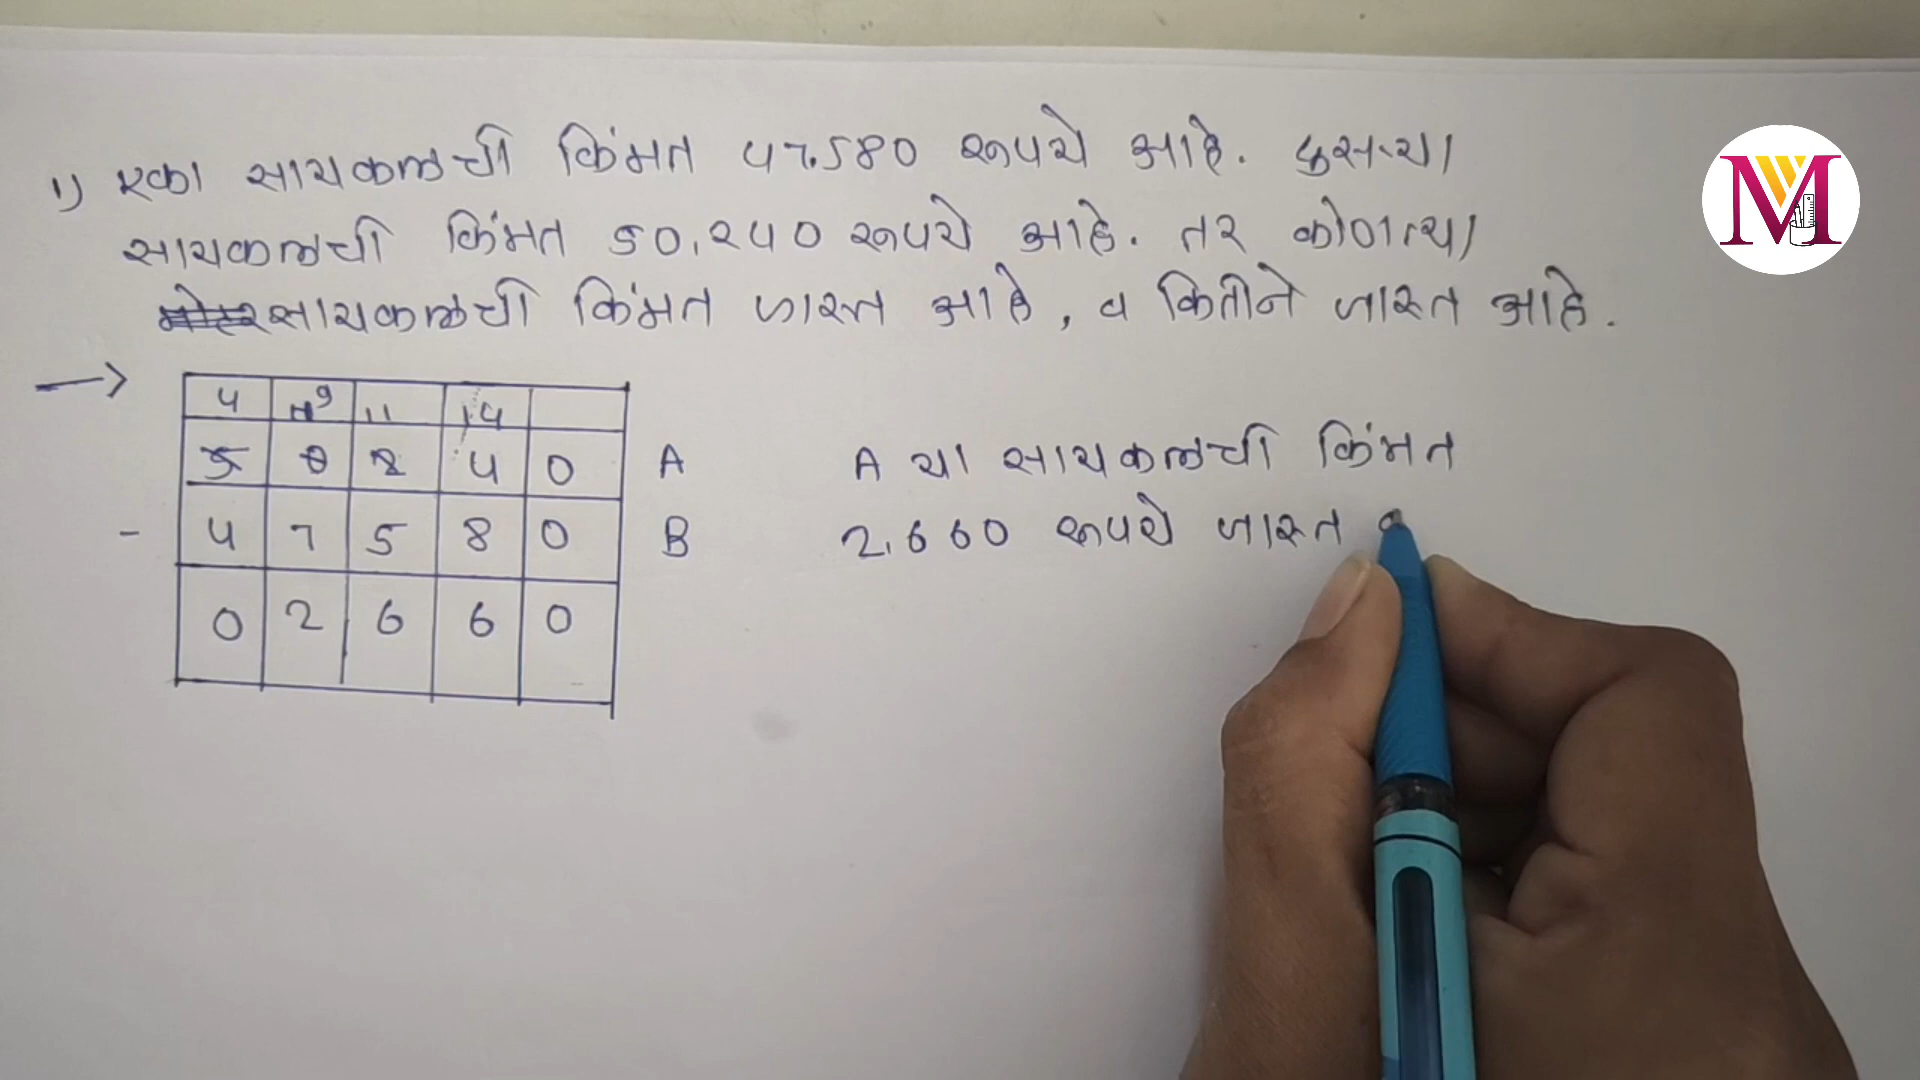 1) एका सायकलची किंमत 47.580 रूपये आहे. दुसऱ्या
सायकलची किंमत 50.240 रूपये आहे. तर कोणत्या
सायकलची किंमत जास्त आहे, व कितीने जास्त आहे.
4 9 11 14
5 0 2 4 0 A
- 4 7 5 8 0 B
0 2 6 6 0
A च्या सायकलची किंमत
2.660 रूपये जास्त
M